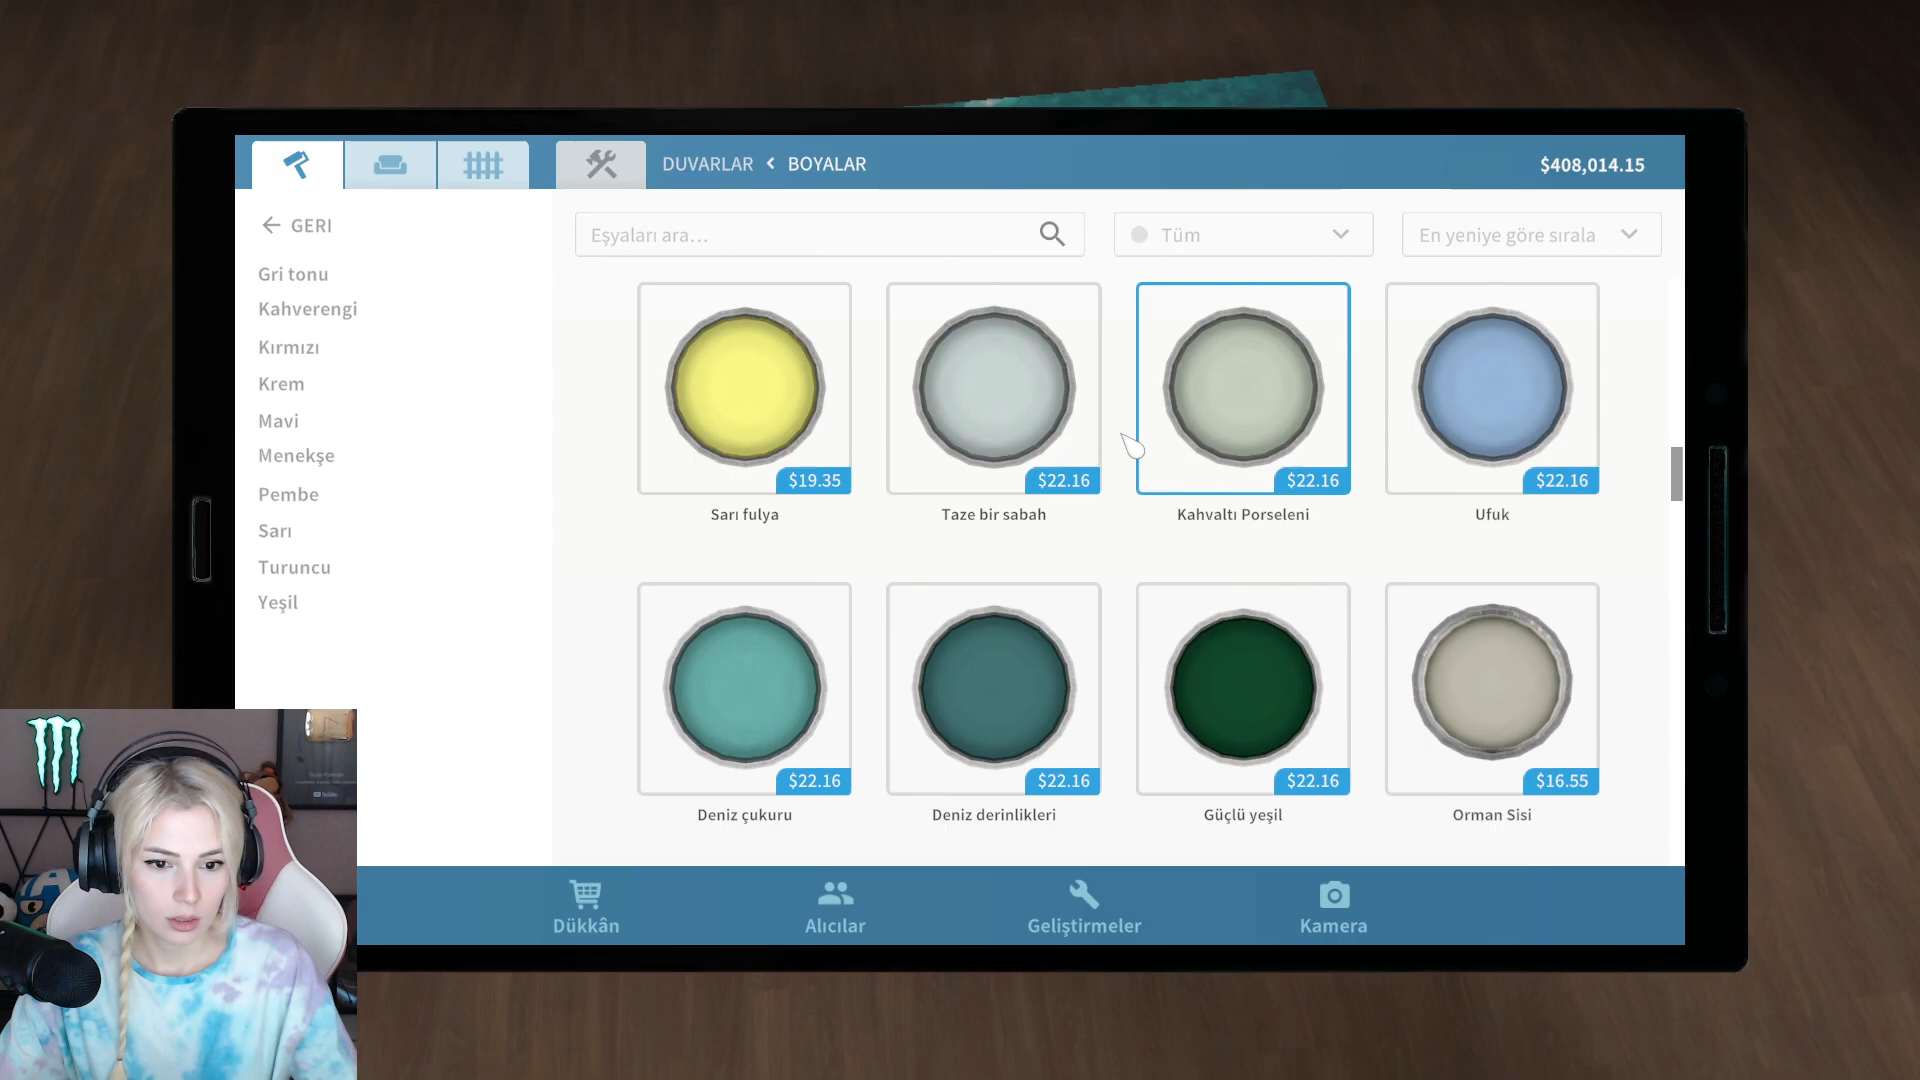 DUVARLAR < BOYALAR
$408,014.15
GERI
Eşyaları ara...
Tüm
En yeniye göre sırala
Gri tonu
Kahverengi
Kırmızı
Krem
Mavi
Menekşe
Pembe
Sarı
Turuncu
Yeşil
$19.35
$22.16
$22.16
$22.16
Sarı fulya
Taze bir sabah
Kahvaltı Porseleni
Ufuk
$22.16
$22.16
$22.16
$16.55
Deniz çukuru
Deniz derinlikleri
Güçlü yeşil
Orman Sisi
Dükkân
Alıcılar
Geliştirmeler
Kamera